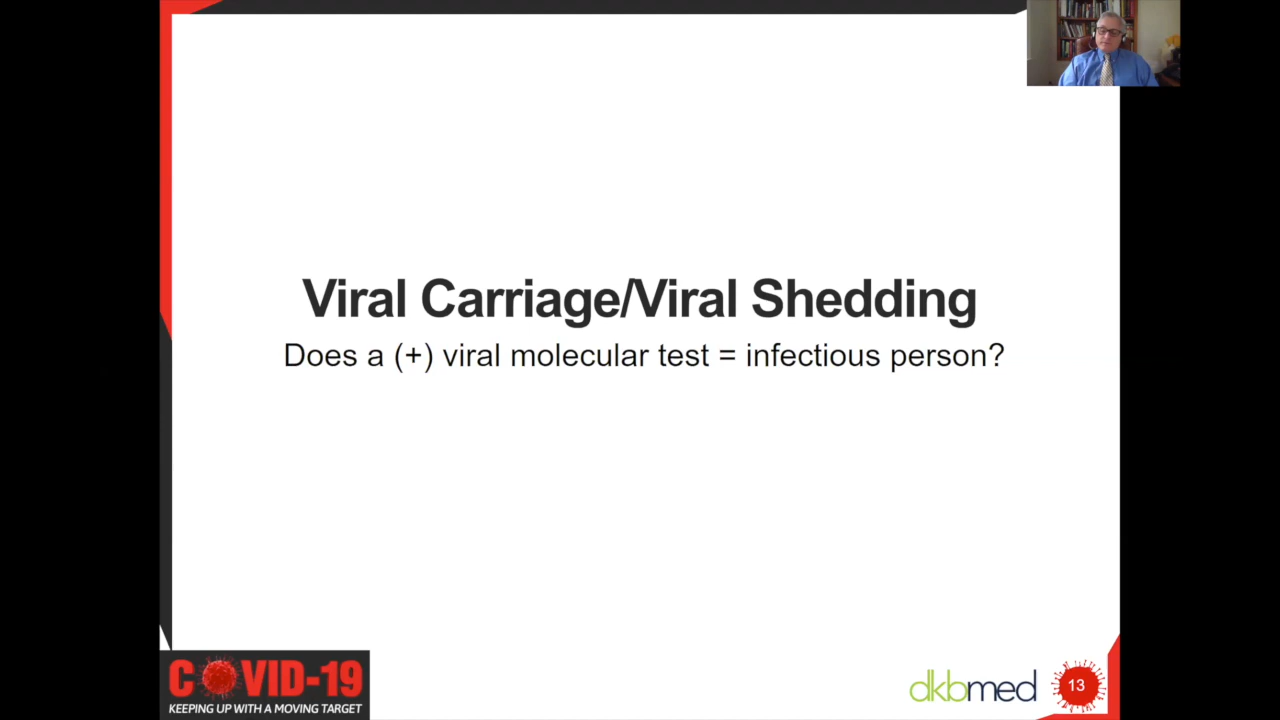 Viral Carriage/Viral Shedding
Does a (+) viral molecular test = infectious person?
COVID-19
KEEPING UP WITH A MOVING TARGET
dkbmed
13